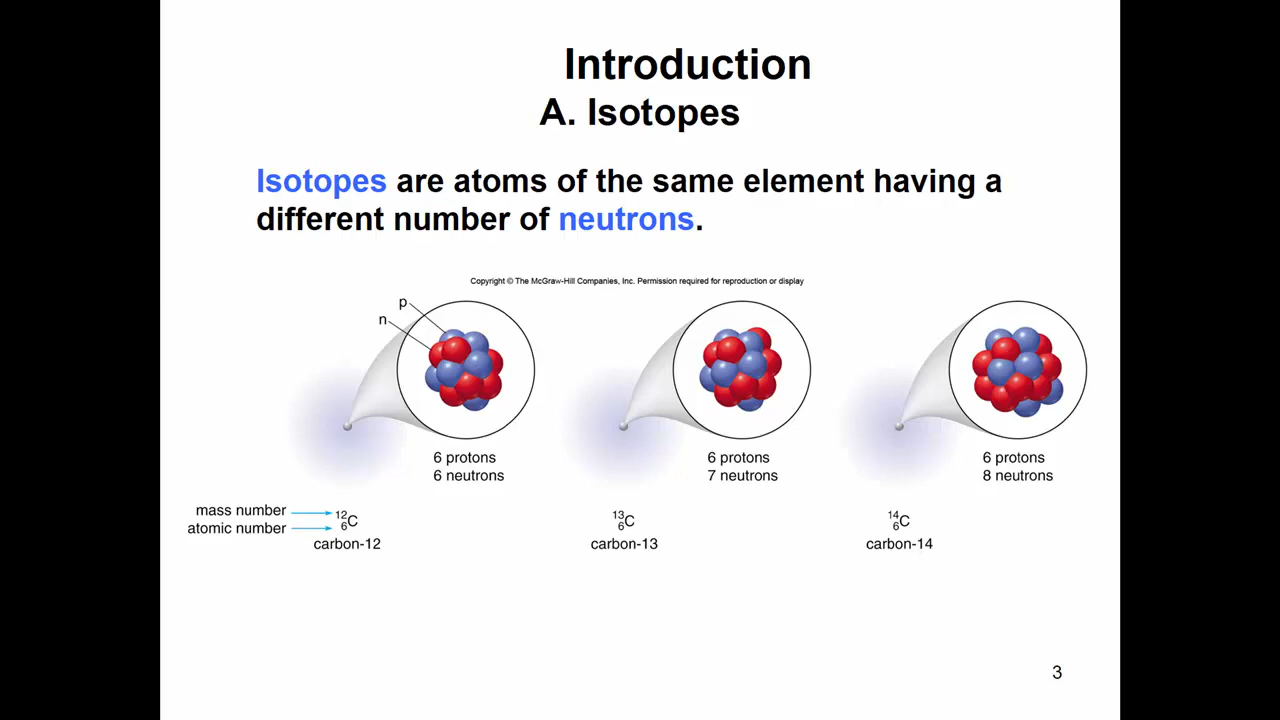 Introduction
A. Isotopes
Isotopes are atoms of the same element having a
different number of neutrons.
Copyright © The McGraw-Hill Companies, Inc. Permission required for reproduction or display
p
n
6 protons
6 neutrons
6 protons
7 neutrons
6 protons
8 neutrons
mass number
atomic number
12
6C
carbon-12
13
6C
carbon-13
14
6C
carbon-14
3